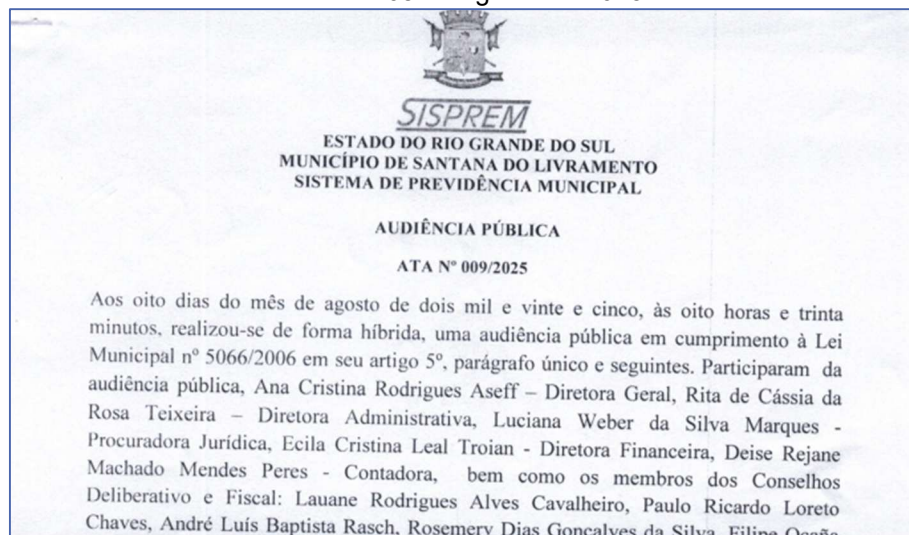 SISPREM
ESTADO DO RIO GRANDE DO SUL
MUNICÍPIO DE SANTANA DO LIVRAMENTO
SISTEMA DE PREVIDÊNCIA MUNICIPAL
AUDIÊNCIA PÚBLICA
ATA Nº 009/2025
Aos oito dias do mês de agosto de dois mil e vinte e cinco, às oito horas e trinta
minutos, realizou-se de forma híbrida, uma audiência pública em cumprimento à Lei
Municipal nº 5066/2006 em seu artigo 5º, parágrafo único e seguintes. Participaram da
audiência pública, Ana Cristina Rodrigues Aseff – Diretora Geral, Rita de Cássia da
Rosa Teixeira – Diretora Administrativa, Luciana Weber da Silva Marques -
Procuradora Jurídica, Ecila Cristina Leal Troian - Diretora Financeira, Deise Rejane
Machado Mendes Peres - Contadora, bem como os membros dos Conselhos
Deliberativo e Fiscal: Lauane Rodrigues Alves Cavalheiro, Paulo Ricardo Loreto
Chaves, André Luís Baptista Rasch, Rosemery Dias Gonçalves da Silva, Filipe